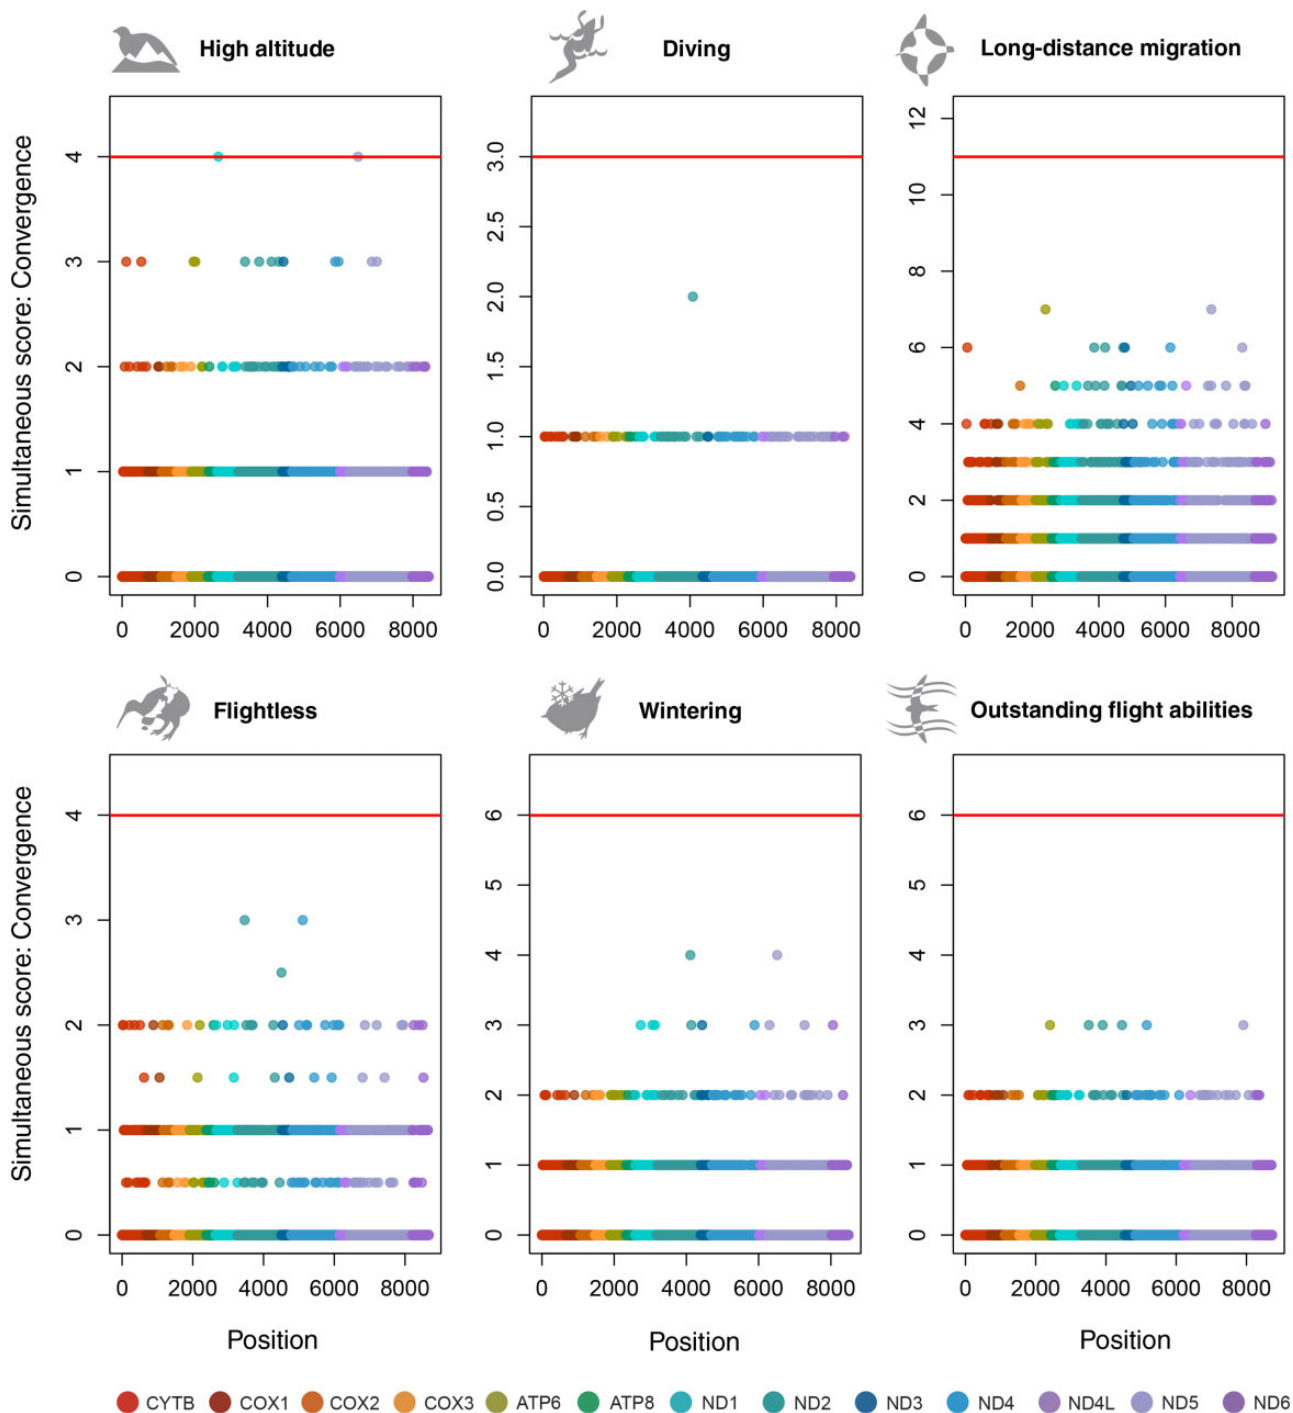 High altitude
Diving
Long-distance migration
Simultaneous score: Convergence
4
3
2
1
0
0 2000 4000 6000 8000
3.0
2.5
2.0
1.5
1.0
0.5
0.0
0 2000 4000 6000 8000
12
10
8
6
4
2
0
0 2000 4000 6000 8000
Flightless
Wintering
Outstanding flight abilities
Simultaneous score: Convergence
4
3
2
1
0
0 2000 4000 6000 8000
Position
6
5
4
3
2
1
0
0 2000 4000 6000 8000
Position
6
5
4
3
2
1
0
0 2000 4000 6000 8000
Position
CYTB COX1 COX2 COX3 ATP6 ATP8 ND1 ND2 ND3 ND4 ND4L ND5 ND6